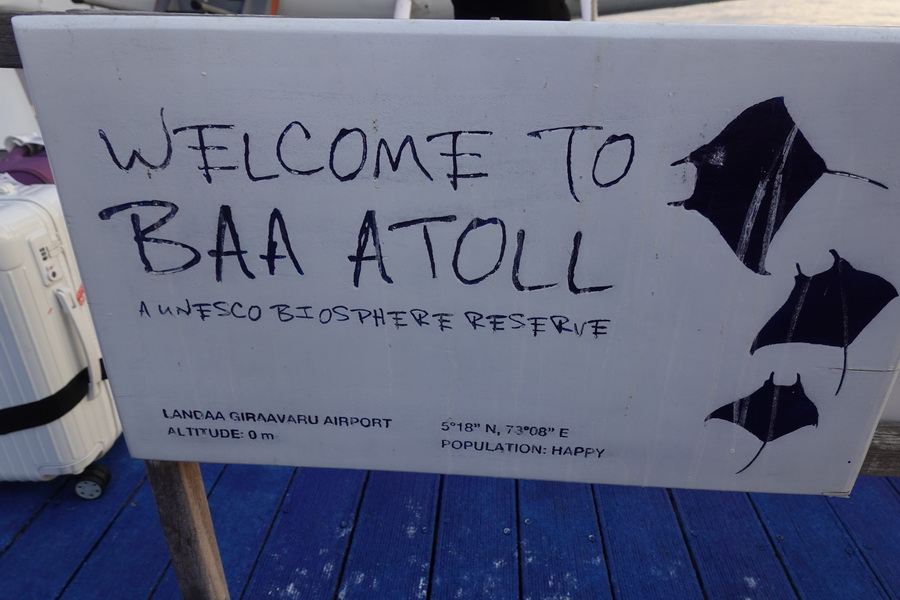 WELCOME TO
BAA ATOLL
A UNESCO BIOSPHERE RESERVE
LANDAA GIRAAVARU AIRPORT
ALTITUDE: 0 m
5°18" N, 73°08" E
POPULATION: HAPPY